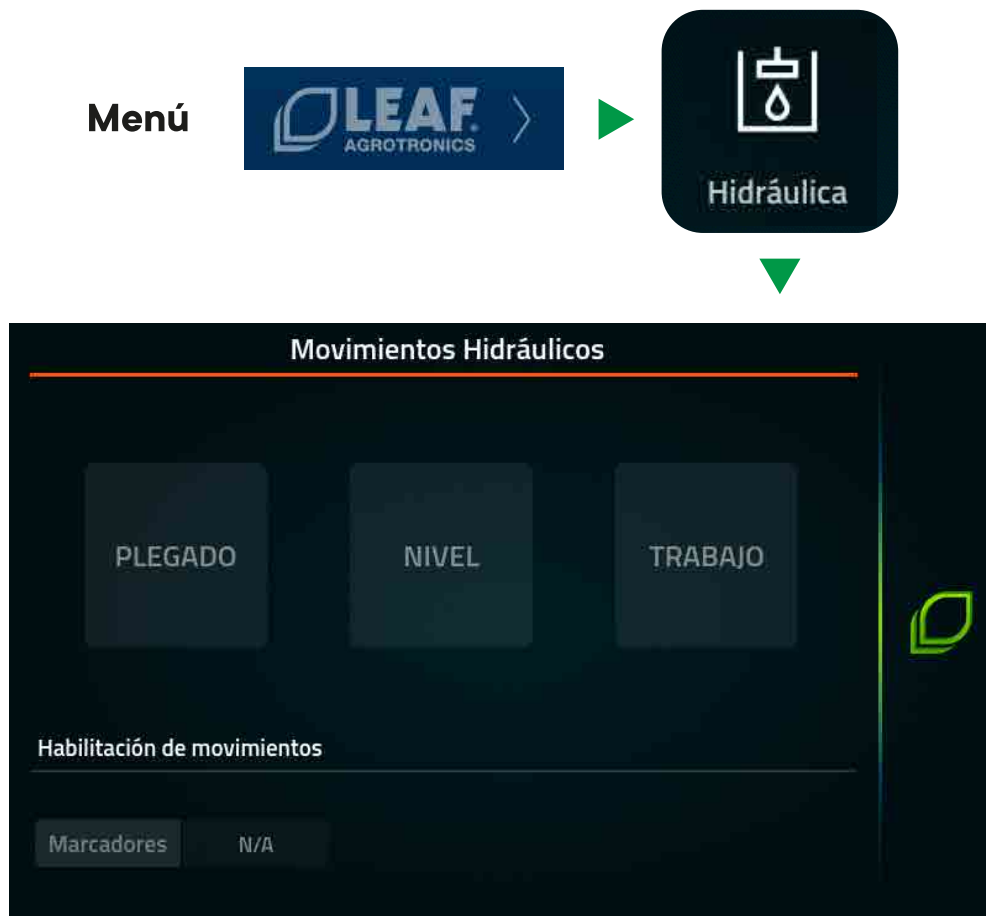 Menú
LEAF®
AGROTRONICS
Hidráulica
Movimientos Hidráulicos
PLEGADO
NIVEL
TRABAJO
Habilitación de movimientos
Marcadores
N/A